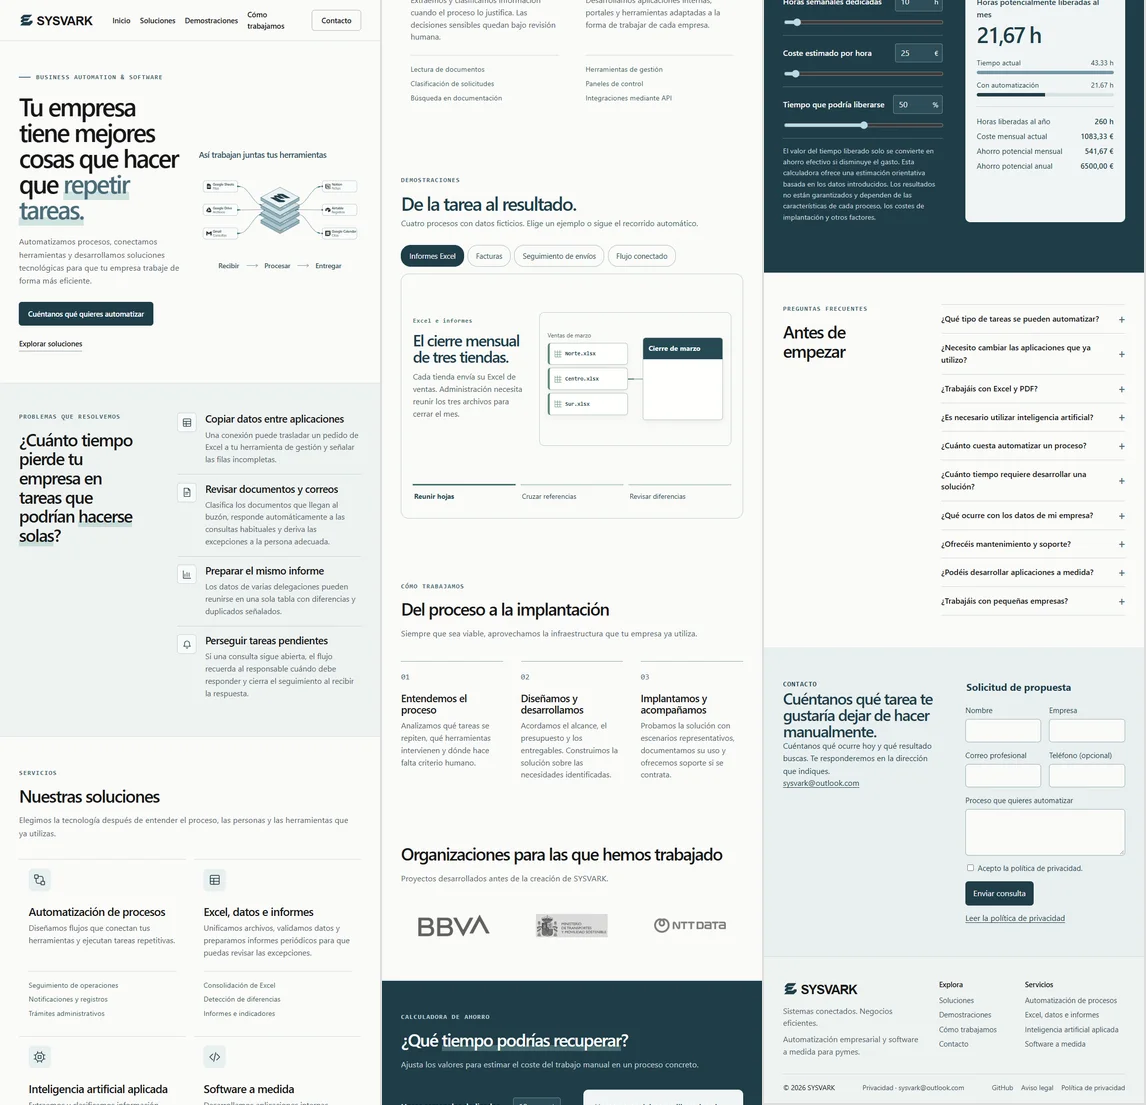 SYSVARK
Inicio
Soluciones
Demostraciones
Cómo
trabajamos
Contacto
BUSINESS AUTOMATION & SOFTWARE
Tu empresa
tiene mejores
cosas que hacer
que repetir
tareas.
Automatizamos procesos, conectamos
herramientas y desarrollamos soluciones
tecnológicas para que tu empresa trabaje de
forma más eficiente.
Cuéntanos qué quieres automatizar
Explorar soluciones
Así trabajan juntas tus herramientas
Google Sheets
Google Drive
Gmail
Notion
Airtable
Google Calendar
Recibir
Procesar
Entregar
PROBLEMAS QUE RESOLVEMOS
¿Cuánto tiempo
pierde tu
empresa en
tareas que
podrían hacerse
solas?
Copiar datos entre aplicaciones
Una conexión puede trasladar un pedido de
Excel a tu herramienta de gestión y señalar
las filas incompletas.
Revisar documentos y correos
Clasifica los documentos que llegan al
buzón, responde automáticamente a las
consultas habituales y deriva las
excepciones a la persona adecuada.
Preparar el mismo informe
Los datos de varias delegaciones pueden
reunirse en una sola tabla con diferencias y
duplicados señalados.
Perseguir tareas pendientes
Si una consulta sigue abierta, el flujo
recuerda al responsable cuándo debe
responder y cierra el seguimiento al recibir
la respuesta.
SERVICIOS
Nuestras soluciones
Elegimos la tecnología después de entender el proceso, las personas y las herramientas que
ya utilizas.
Automatización de procesos
Diseñamos flujos que conectan tus
herramientas y ejecutan tareas repetitivas.
Seguimiento de operaciones
Notificaciones y registros
Trámites administrativos
Excel, datos e informes
Unificamos archivos, validamos datos y
preparamos informes periódicos para que
puedas revisar las excepciones.
Consolidación de Excel
Detección de diferencias
Informes e indicadores
Inteligencia artificial aplicada
Software a medida
cuando el proceso lo justifica. Las
decisiones sensibles quedan bajo revisión
humana.
Lectura de documentos
Clasificación de solicitudes
Búsqueda en documentación
Desarrollamos aplicaciones internas,
portales y herramientas adaptadas a la
forma de trabajar de cada empresa.
Herramientas de gestión
Paneles de control
Integraciones mediante API
DEMOSTRACIONES
De la tarea al resultado.
Cuatro procesos con datos ficticios. Elige un ejemplo o sigue el recorrido automático.
Informes Excel
Facturas
Seguimiento de envíos
Flujo conectado
Excel e informes
El cierre mensual
de tres tiendas.
Cada tienda envía su Excel de
ventas. Administración necesita
reunir los tres archivos para
cerrar el mes.
Ventas de marzo
Norte.xlsx
Centro.xlsx
Sur.xlsx
Cierre de marzo
Reunir hojas
Cruzar referencias
Revisar diferencias
CÓMO TRABAJAMOS
Del proceso a la implantación
Siempre que sea viable, aprovechamos la infraestructura que tu empresa ya utiliza.
01
Entendemos el
proceso
Analizamos qué tareas se
repiten, qué herramientas
intervienen y dónde hace
falta criterio humano.
02
Diseñamos y
desarrollamos
Acordamos el alcance, el
presupuesto y los
entregables. Construimos la
solución sobre las
necesidades identificadas.
03
Implantamos y
acompañamos
Probamos la solución con
escenarios representativos,
documentamos su uso y
ofrecemos soporte si se
contrata.
Organizaciones para las que hemos trabajado
Proyectos desarrollados antes de la creación de SYSVARK.
BBVA
MINISTERIO
DE TRANSPORTES
Y MOVILIDAD SOSTENIBLE
NTT DATA
CALCULADORA DE AHORRO
¿Qué tiempo podrías recuperar?
Ajusta los valores para estimar el coste del trabajo manual en un proceso concreto.
Horas semanales dedicadas
10 h
Coste estimado por hora
25 €
Tiempo que podría liberarse
50 %
El valor del tiempo liberado solo se convierte en
ahorro efectivo si disminuye el gasto. Esta
calculadora ofrece una estimación orientativa
basada en los datos introducidos. Los resultados
no están garantizados y dependen de las
características de cada proceso, los costes de
implantación y otros factores.
Horas potencialmente liberadas al
mes
21,67 h
Tiempo actual 43,33 h
Con automatización 21,67 h
Horas liberadas al año 260 h
Coste mensual actual 1083,33 €
Ahorro potencial mensual 541,67 €
Ahorro potencial anual 6500,00 €
PREGUNTAS FRECUENTES
Antes de
empezar
¿Qué tipo de tareas se pueden automatizar? +
¿Necesito cambiar las aplicaciones que ya
utilizo? +
¿Trabajáis con Excel y PDF? +
¿Es necesario utilizar inteligencia artificial? +
¿Cuánto cuesta automatizar un proceso? +
¿Cuánto tiempo requiere desarrollar una
solución? +
¿Qué ocurre con los datos de mi empresa? +
¿Ofrecéis mantenimiento y soporte? +
¿Podéis desarrollar aplicaciones a medida? +
¿Trabajáis con pequeñas empresas? +
CONTACTO
Cuéntanos qué tarea te
gustaría dejar de hacer
manualmente.
Cuéntanos qué ocurre hoy y qué resultado
buscas. Te responderemos en la dirección
que indiques.
sysvark@outlook.com
Solicitud de propuesta
Nombre
Empresa
Correo profesional
Teléfono (opcional)
Proceso que quieres automatizar
Acepto la política de privacidad.
Enviar consulta
Leer la política de privacidad
SYSVARK
Sistemas conectados. Negocios
eficientes.
Automatización empresarial y software
a medida para pymes.
Explora
Soluciones
Demostraciones
Cómo trabajamos
Contacto
Servicios
Automatización de procesos
Excel, datos e informes
Inteligencia artificial aplicada
Software a medida
© 2026 SYSVARK
Privacidad · sysvark@outlook.com
GitHub
Aviso legal
Política de privacidad